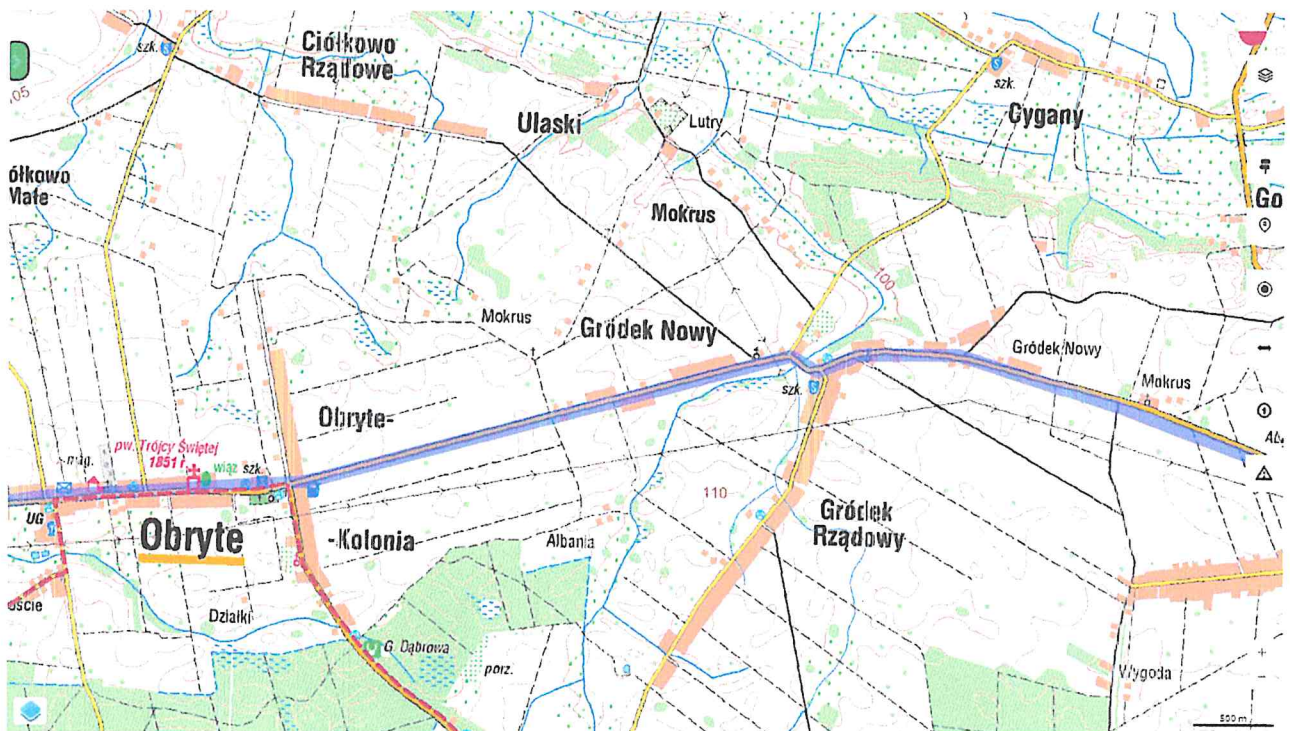 szk.
Ciółkowo
Rządowe
105
Ulaski
Lutry
szk.
Cygany
ółkowo
Małe
Mokrus
Go
100
Mokrus
Gródek Nowy
Gródek Nowy
Mokrus
szk.
Obryte-
pw. Trójcy Świętej
1851 r.
mag.
wiąz
szk.
110
UG
Obryte
-Kolonia
Albania
Gródek
Rządowy
Działki
G. Dąbrowa
porz.
Wygoda
500 m